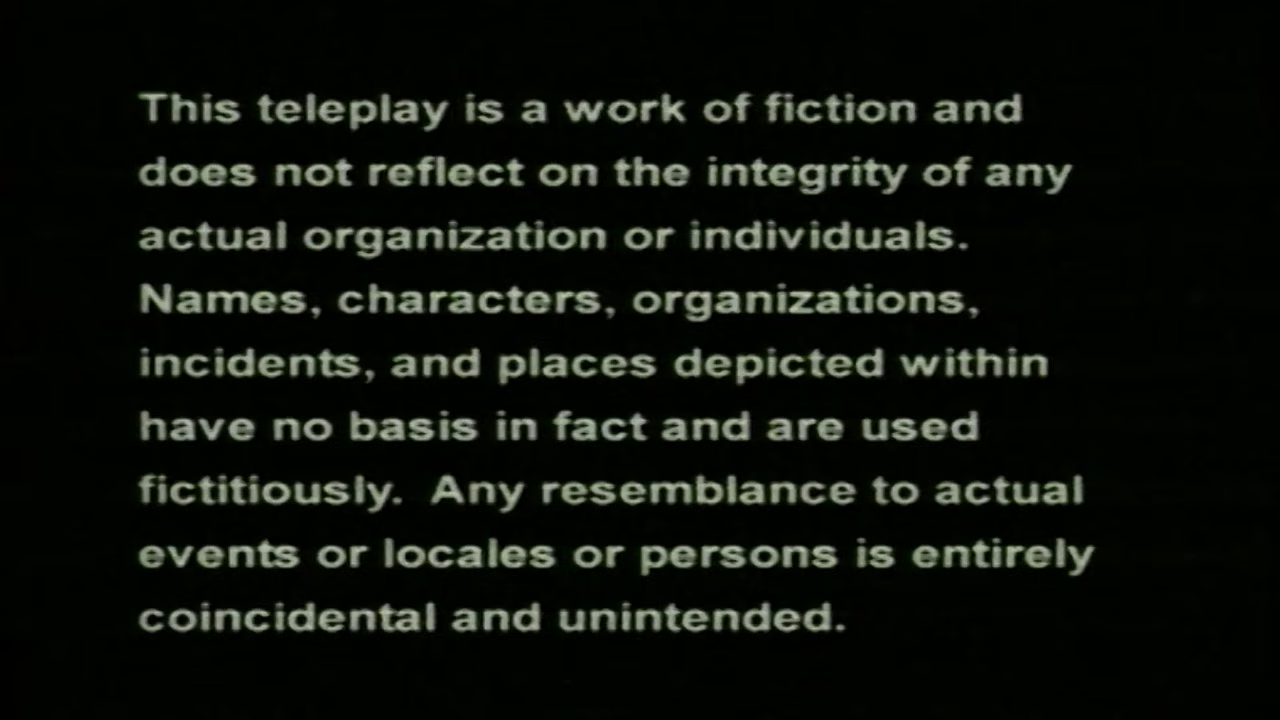 This teleplay is a work of fiction and
does not reflect on the integrity of any
actual organization or individuals.
Names, characters, organizations,
incidents, and places depicted within
have no basis in fact and are used
fictitiously.  Any resemblance to actual
events or locales or persons is entirely
coincidental and unintended.